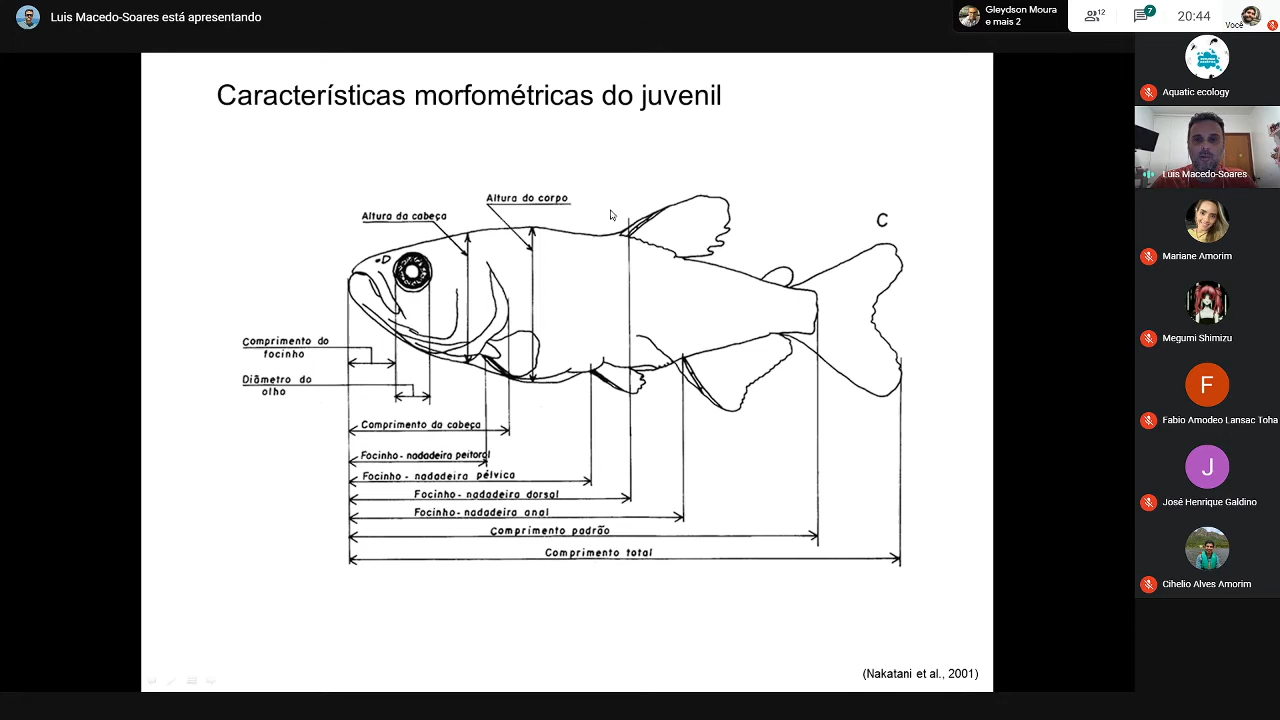 Luis Macedo-Soares está apresentando
Gleydson Moura
e mais 2
12
7
20:44
Você
Características morfométricas do juvenil
Altura do corpo
Altura da cabeça
C
Comprimento do
focinho
Diâmetro do
olho
Comprimento da cabeça
Focinho - nadadeira peitoral
Focinho - nadadeira pélvica
Focinho - nadadeira dorsal
Focinho-nadadeira anal
Comprimento padrão
Comprimento total
(Nakatani et al., 2001)
Aquatic ecology
Luis Macedo-Soares
Mariane Amorim
Megumi Shimizu
F
Fabio Amodeo Lansac Toha
J
José Henrique Galdino
Cihelio Alves Amorim